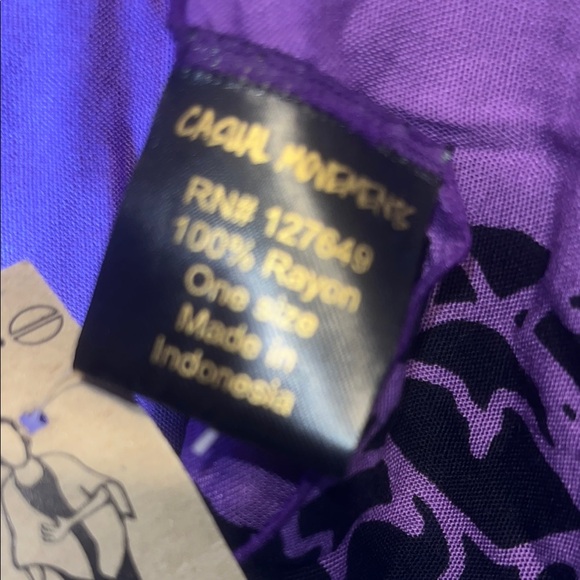 CASUAL MOVEMENTS
RN# 127649
100% Rayon
One size
Made in
Indonesia